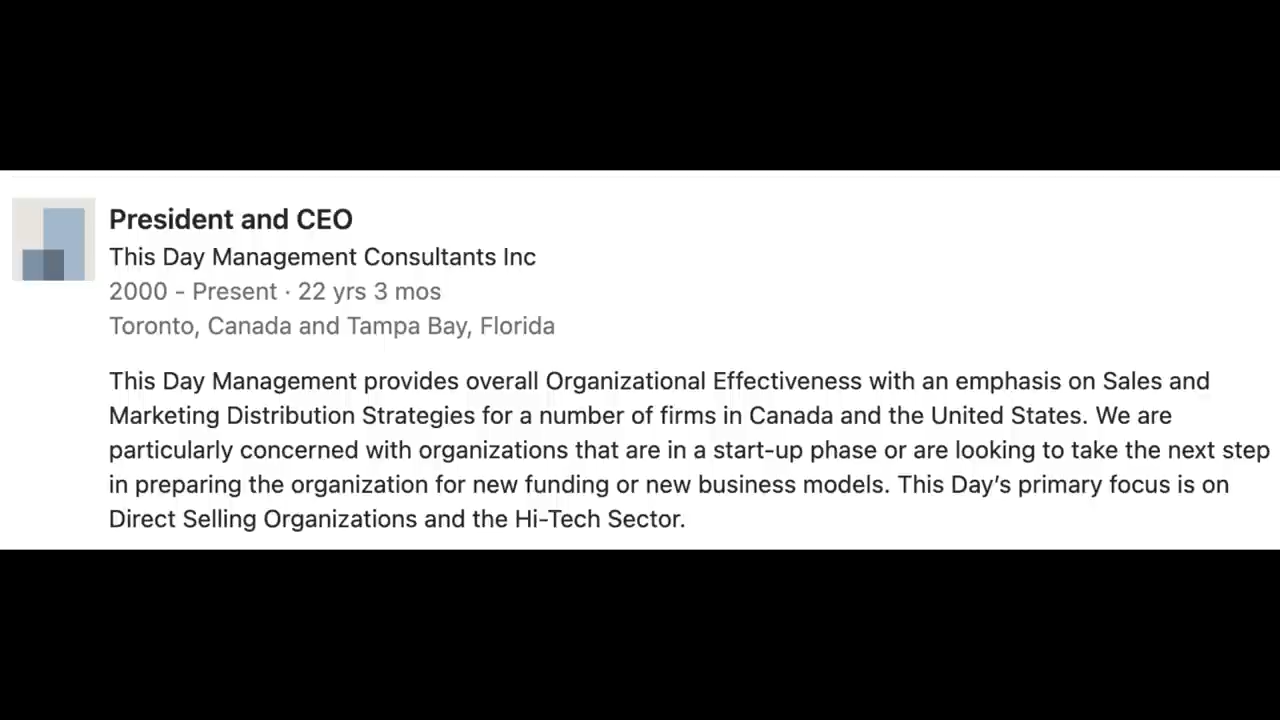 President and CEO
This Day Management Consultants Inc
2000 - Present · 22 yrs 3 mos
Toronto, Canada and Tampa Bay, Florida
This Day Management provides overall Organizational Effectiveness with an emphasis on Sales and
Marketing Distribution Strategies for a number of firms in Canada and the United States. We are
particularly concerned with organizations that are in a start-up phase or are looking to take the next step
in preparing the organization for new funding or new business models. This Day’s primary focus is on
Direct Selling Organizations and the Hi-Tech Sector.